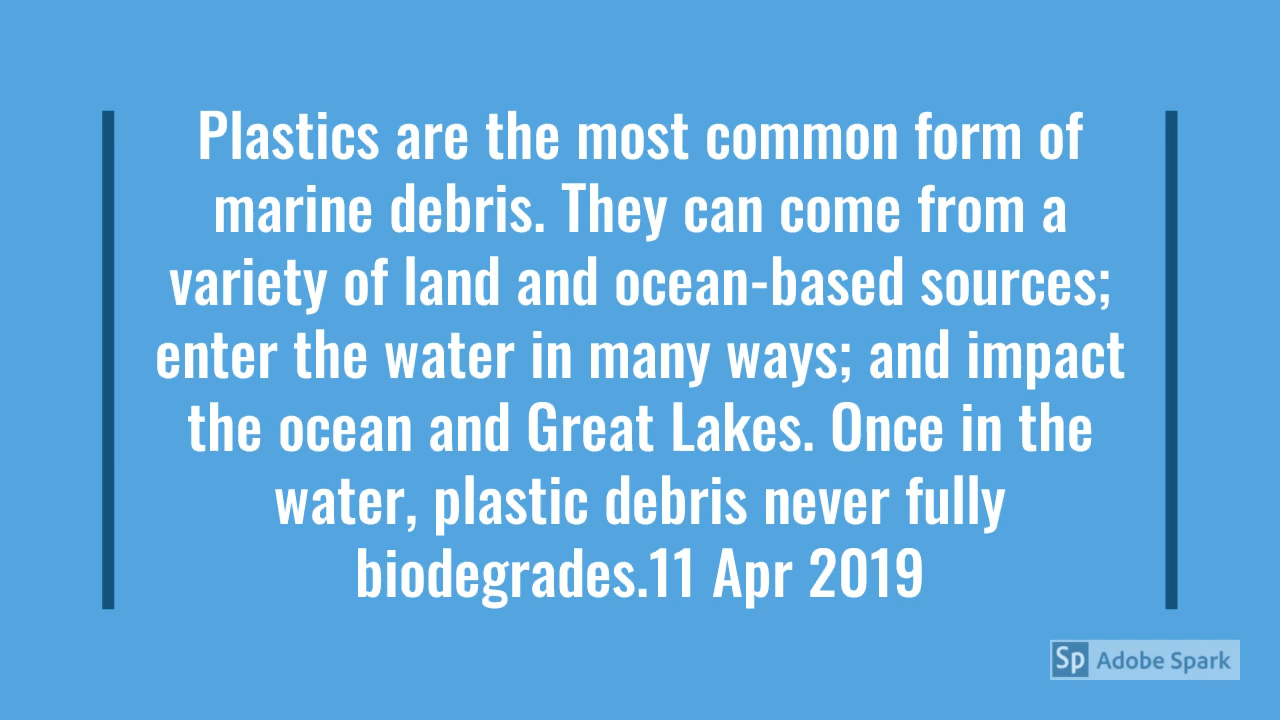 Plastics are the most common form of
marine debris. They can come from a
variety of land and ocean-based sources;
enter the water in many ways; and impact
the ocean and Great Lakes. Once in the
water, plastic debris never fully
biodegrades.11 Apr 2019
Sp Adobe Spark